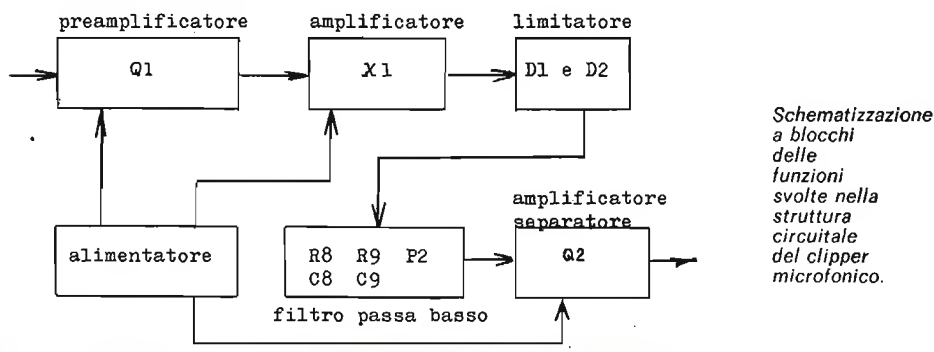 preamplificatore
amplificatore
limitatore
Q1
X1
D1 e D2
Schematizzazione
a blocchi
delle
funzioni
svolte nella
struttura
circuitale
del clipper
microfonico.
amplificatore
separatore
alimentatore
R8 R9 P2
C8 C9
Q2
filtro passa basso